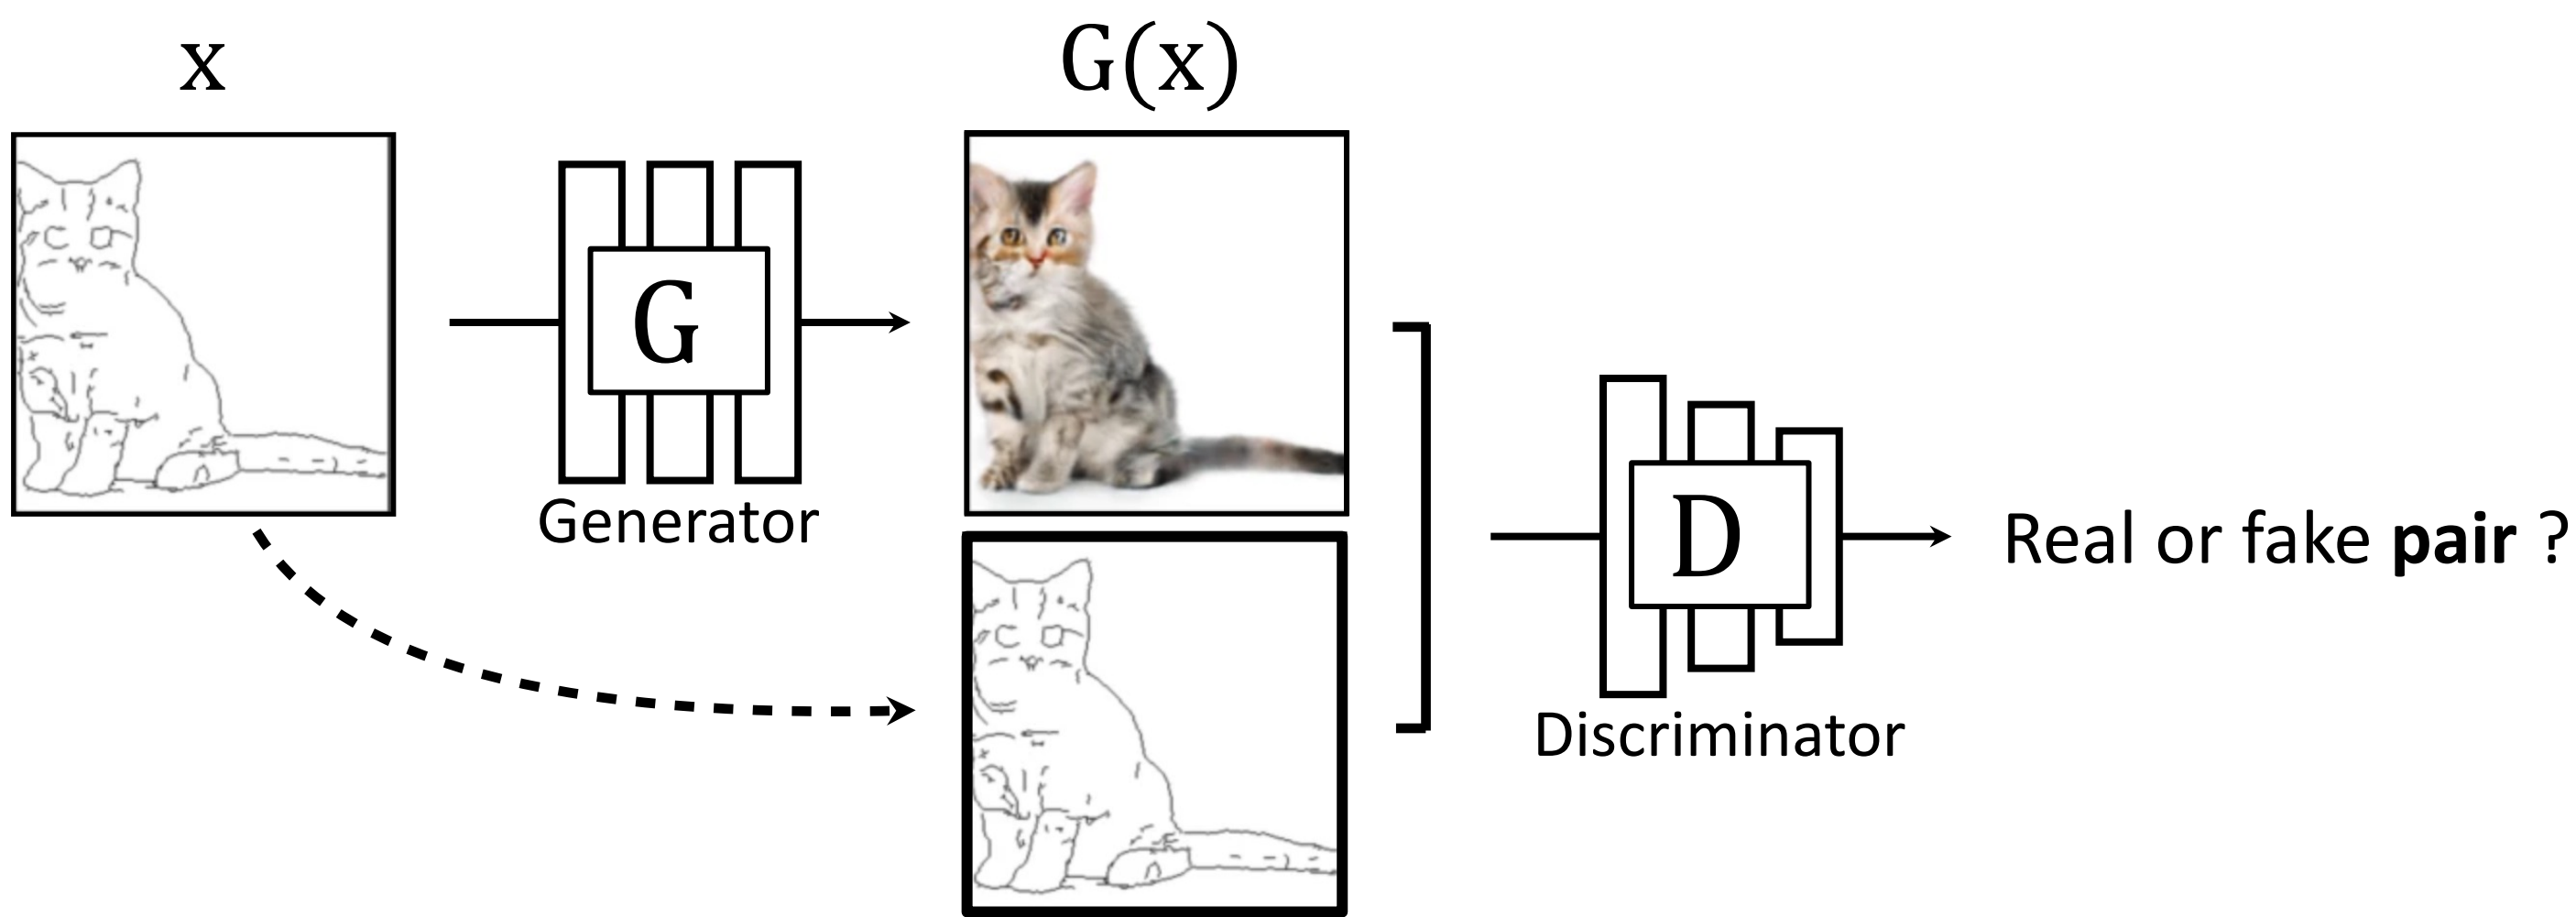 x
G(x)
G
Generator
D
Discriminator
Real or fake pair ?